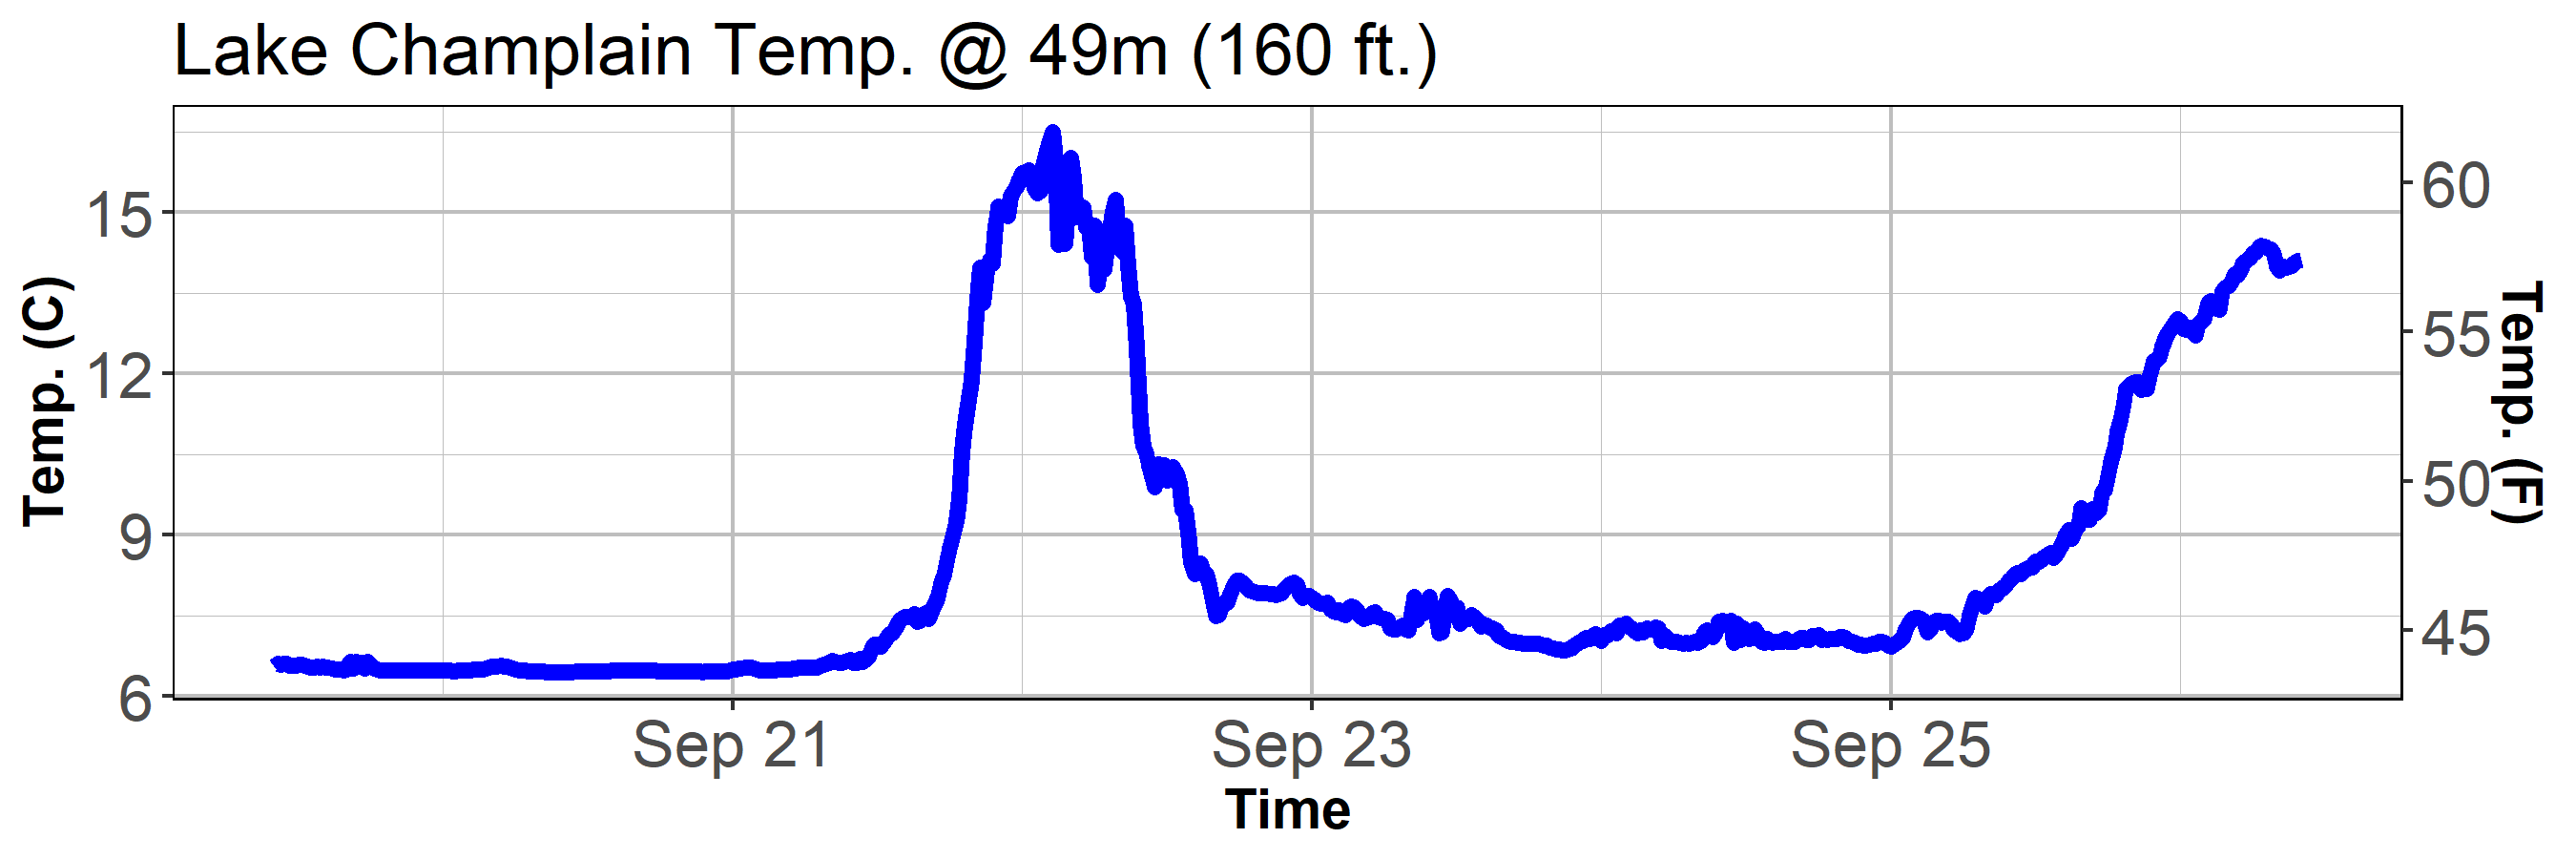 Lake Champlain Temp. @ 49m (160 ft.)
Temp. (C)
15
12
9
6
60
55
50
45
Temp. (F)
Sep 21
Sep 23
Sep 25
Time